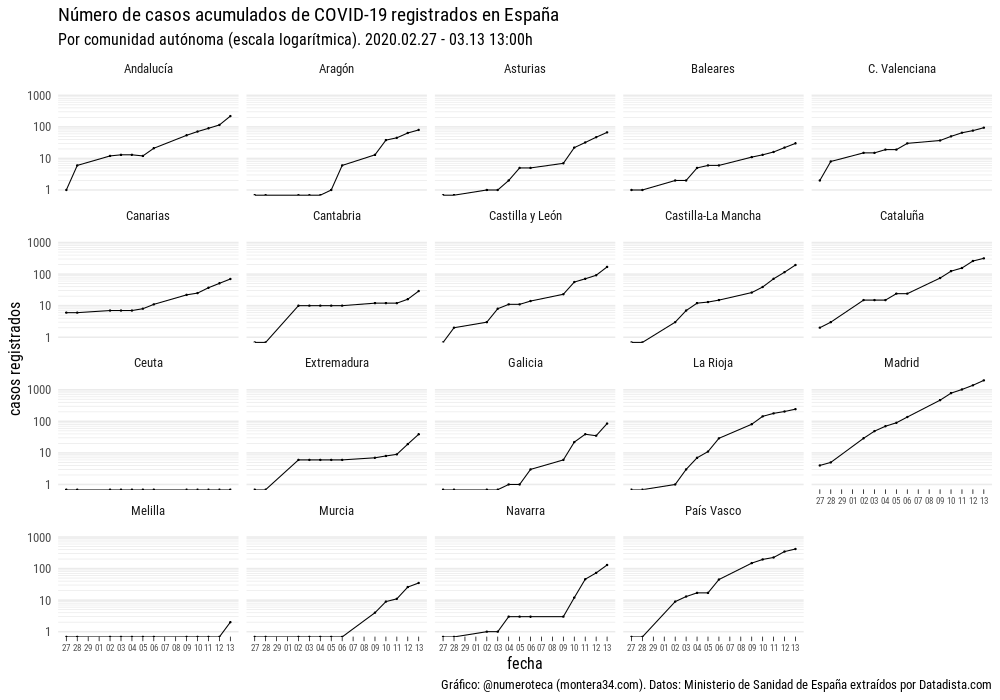 Número de casos acumulados de COVID-19 registrados en España
Por comunidad autónoma (escala logarítmica). 2020.02.27 - 03.13 13:00h
Andalucía Aragón Asturias Baleares C. Valenciana
1000
100
10
1
Canarias Cantabria Castilla y León Castilla-La Mancha Cataluña
1000
100
10
1
casos registrados
Ceuta Extremadura Galicia La Rioja Madrid
1000
100
10
1
27 28 29 01 02 03 04 05 06 07 08 09 10 11 12 13
Melilla Murcia Navarra País Vasco
1000
100
10
1
27 28 29 01 02 03 04 05 06 07 08 09 10 11 12 13 27 28 29 01 02 03 04 05 06 07 08 09 10 11 12 13 27 28 29 01 02 03 04 05 06 07 08 09 10 11 12 13 27 28 29 01 02 03 04 05 06 07 08 09 10 11 12 13
fecha
Gráfico: @numeroteca (montera34.com). Datos: Ministerio de Sanidad de España extraídos por Datadista.com